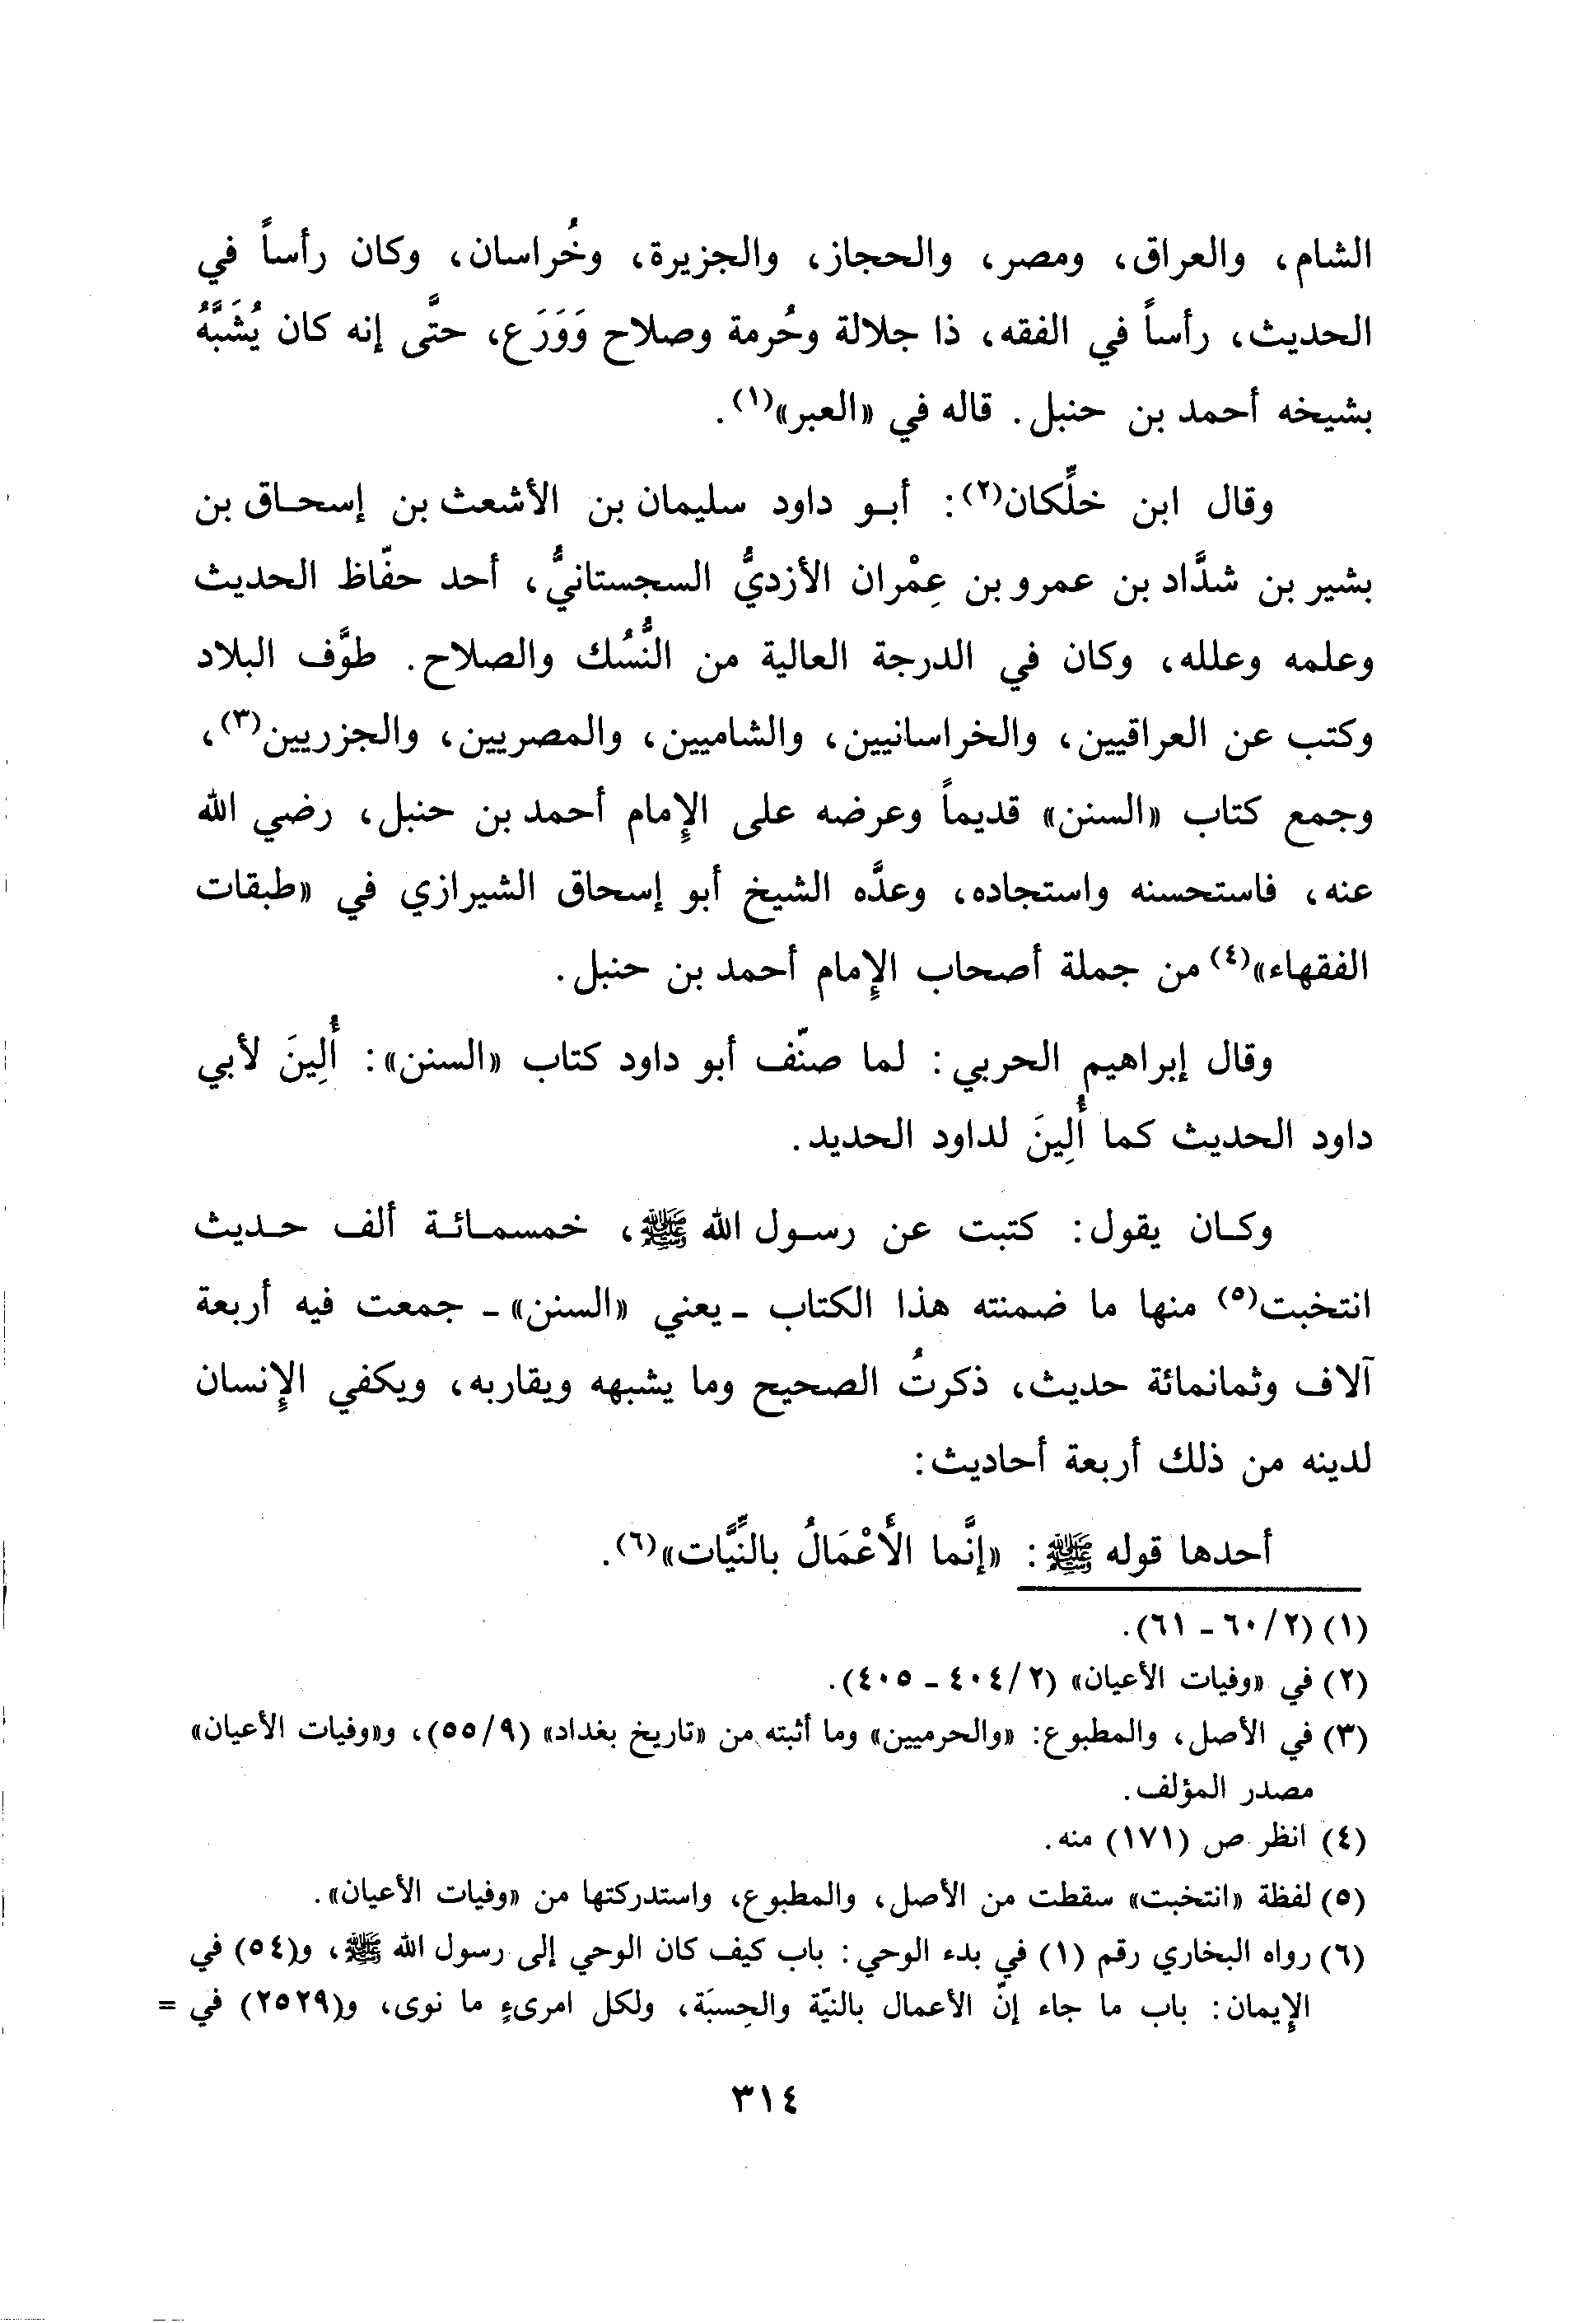 الشام، والعراق، ومصر، والحجاز، والجزيرة، وخُراسان، وكان رأساً في
الحديث، رأساً في الفقه، ذا جلالة وحُرمة وصلاح وَوَرَع، حتَّى إنه كان يُشَبَّهُ
بشيخه أحمد بن حنبل. قاله في «العبر»(١).
وقال ابن خلِّكان(٢): أبو داود سليمان بن الأشعث بن إسحاق بن
بشير بن شدَّاد بن عمرو بن عِمْران الأزديُّ السجستانيُّ، أحد حفّاظ الحديث
وعلمه وعلله، وكان في الدرجة العالية من النُّسُك والصلاح. طوَّف البلاد
وكتب عن العراقيين، والخراسانيين، والشاميين، والمصريين، والجزريين(٣)،
وجمع كتاب «السنن» قديماً وعرضه على الإمام أحمد بن حنبل، رضي الله
عنه، فاستحسنه واستجاده، وعدَّه الشيخ أبو إسحاق الشيرازي في «طبقات
الفقهاء»(٤) من جملة أصحاب الإمام أحمد بن حنبل.
وقال إبراهيم الحربي: لما صنّف أبو داود كتاب «السنن»: أُلِينَ لأبي
داود الحديث كما أُلِينَ لداود الحديد.
وكان يقول: كتبت عن رسول الله ﷺ، خمسمائة ألف حديث
انتخبت(٥) منها ما ضمنته هذا الكتاب - يعني «السنن» - جمعت فيه أربعة
آلاف وثمانمائة حديث، ذكرتُ الصحيح وما يشبهه ويقاربه، ويكفي الإنسان
لدينه من ذلك أربعة أحاديث:
أحدها قوله ﷺ: «إنَّما الأَعْمَالُ بالنِّيَّات»(٦).
(١) (٦٠/٢ - ٦١).
(٢) في «وفيات الأعيان» (٤٠٤/٢ - ٤٠٥).
(٣) في الأصل، والمطبوع: «والحرميين» وما أثبته من «تاريخ بغداد» (٥٥/٩)، و«وفيات الأعيان»
مصدر المؤلف.
(٤) انظر ص (١٧١) منه.
(٥) لفظة «انتخبت» سقطت من الأصل، والمطبوع، واستدركتها من «وفيات الأعيان».
(٦) رواه البخاري رقم (١) في بدء الوحي: باب كيف كان الوحي إلى رسول الله ﷺ، و(٥٤) في
الإيمان: باب ما جاء إنّ الأعمال بالنيّة والحِسبَة، ولكل امرىءٍ ما نوى، و(٢٥٢٩) في =
٣١٤